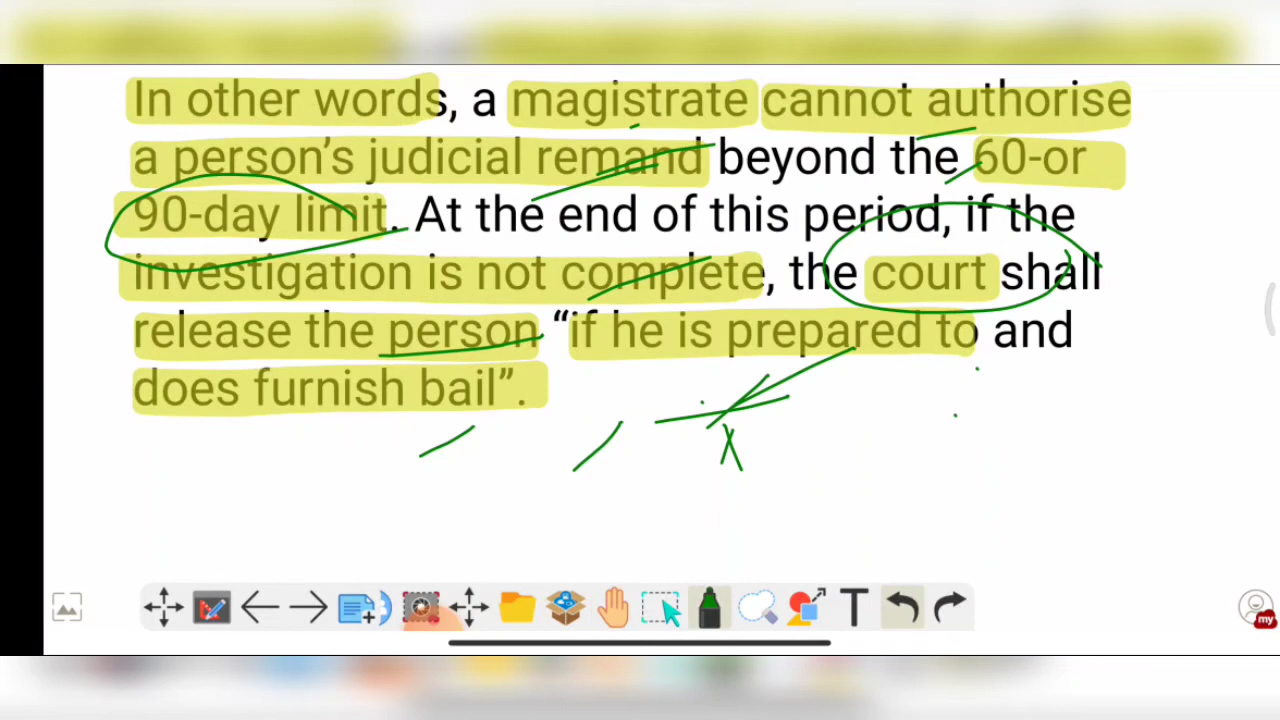 In other words, a magistrate cannot authorise
a person’s judicial remand beyond the 60-or
90-day limit. At the end of this period, if the
investigation is not complete, the court shall
release the person “if he is prepared to and
does furnish bail”.
T
my